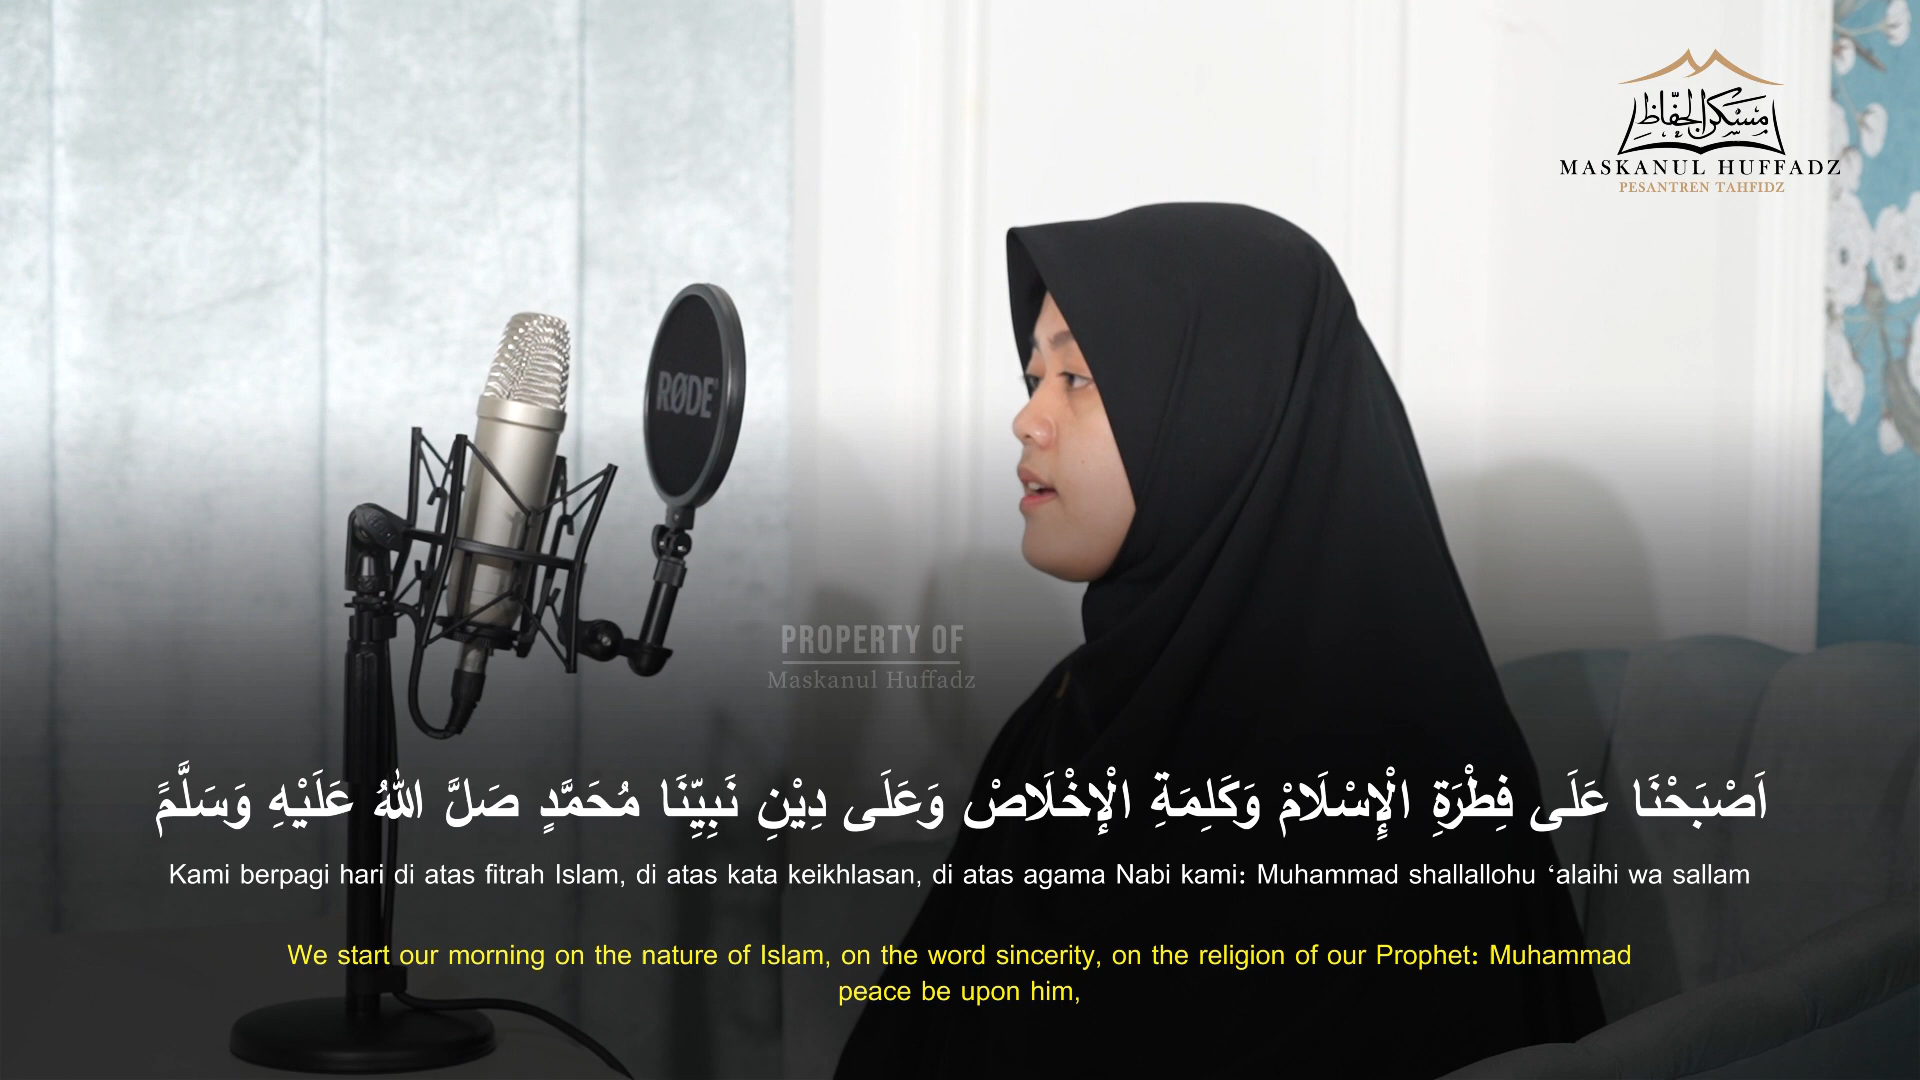 مسكن الحفاظ
MASKANUL HUFFADZ
PESANTREN TAHFIDZ
RØDE
PROPERTY OF
Maskanul Huffadz
اَصْبَحْنَا عَلَى فِطْرَةِ الْإِسْلَامْ وَكَلِمَةِ الْإِخْلَاصْ وَعَلَى دِيْنِ نَبِيِّنَا مُحَمَّدٍ صَلَّ اللهُ عَلَيْهِ وَسَلَّمً
Kami berpagi hari di atas fitrah Islam, di atas kata keikhlasan, di atas agama Nabi kami: Muhammad shallallohu ‘alaihi wa sallam
We start our morning on the nature of Islam, on the word sincerity, on the religion of our Prophet: Muhammad
peace be upon him,